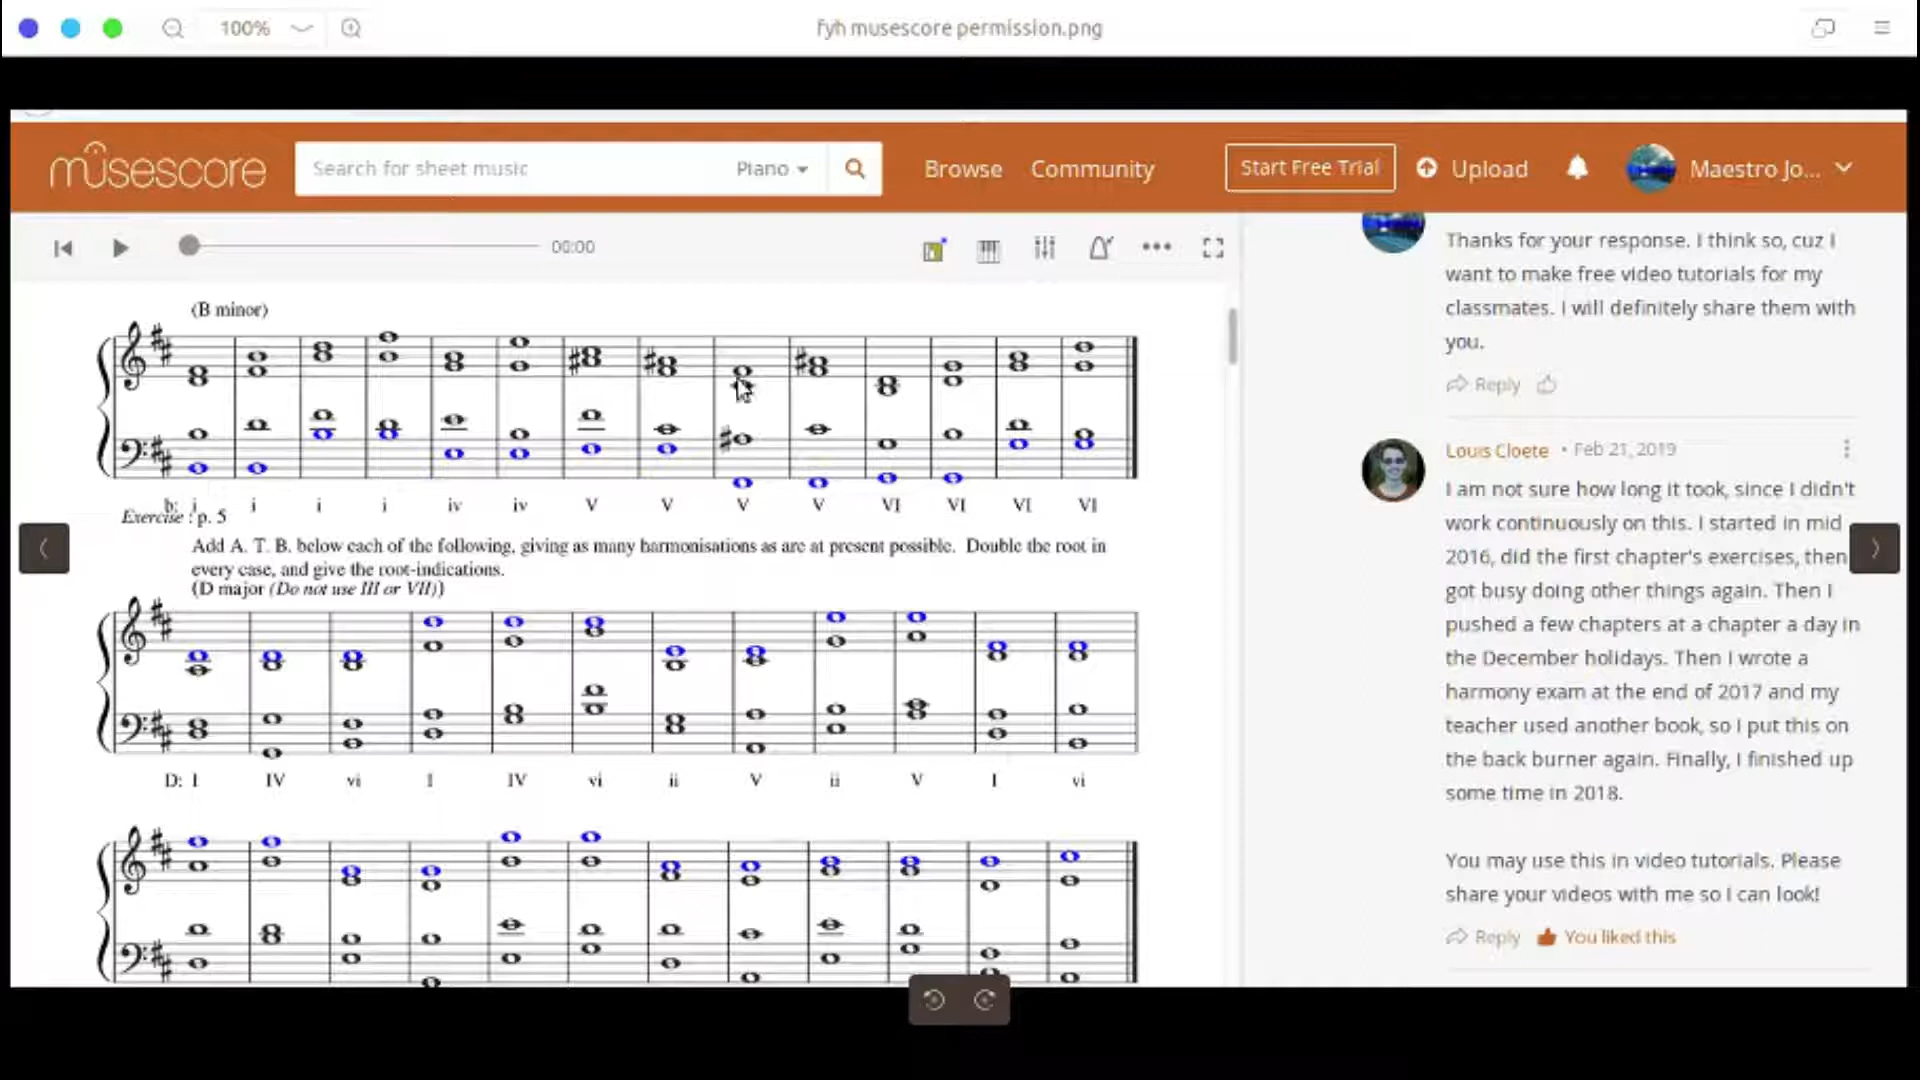 100%
fyh musescore permission.png
musescore
Search for sheet music
Piano
Browse
Community
Start Free Trial
Upload
Maestro Jo...
00:00
(B minor)
b: i i i i iv iv V V V V VI VI VI VI
Exercise : p. 5
Add A. T. B. below each of the following, giving as many harmonisations as are at present possible. Double the root in
every case, and give the root-indications.
(D major (Do not use III or VII))
D: I IV vi I IV vi ii V ii V I vi
Thanks for your response. I think so, cuz I
want to make free video tutorials for my
classmates. I will definitely share them with
you.
Reply
Louis Cloete • Feb 21, 2019
I am not sure how long it took, since I didn't
work continuously on this. I started in mid
2016, did the first chapter's exercises, then
got busy doing other things again. Then I
pushed a few chapters at a chapter a day in
the December holidays. Then I wrote a
harmony exam at the end of 2017 and my
teacher used another book, so I put this on
the back burner again. Finally, I finished up
some time in 2018.
You may use this in video tutorials. Please
share your videos with me so I can look!
Reply
You liked this